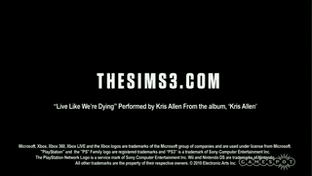 THESIMS3.COM
“Live Like We're Dying” Performed by Kris Allen From the album, ‘Kris Allen’
Microsoft, Xbox, Xbox 360, Xbox LIVE and the Xbox logos are trademarks of the Microsoft group of companies and are used under license from Microsoft.
"PlayStation" and the "PS" Family logo are registered trademarks and "PS3" is a trademark of Sony Computer Entertainment Inc.
The PlayStation Network Logo is a service mark of Sony Computer Entertainment Inc. Wii and Nintendo DS are trademarks of Nintendo.
All other trademarks are the property of their respective owners. © 2010 Electronic Arts Inc.
GAMESPOT